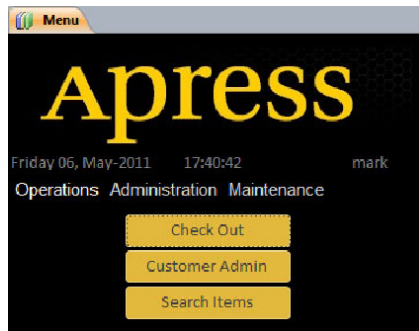 Menu
Apress
Friday 06, May-2011 17:40:42 mark
Operations Administration Maintenance
Check Out
Customer Admin
Search Items